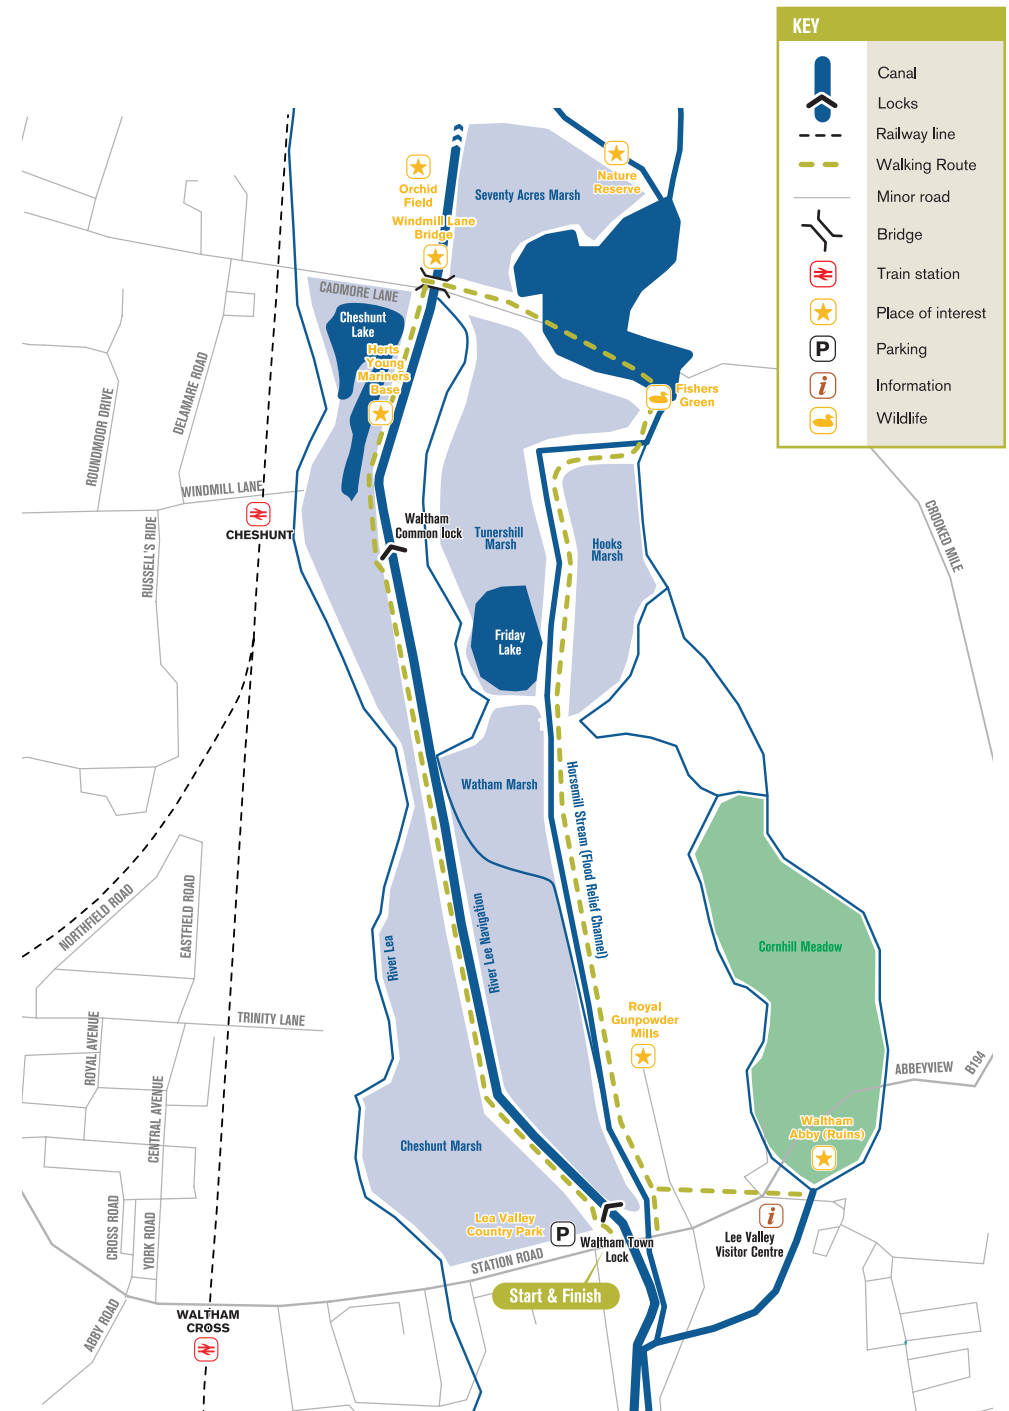 KEY
Canal
Locks
Railway line
Walking Route
Minor road
Bridge
Train station
Place of interest
P
Parking
i
Information
Wildlife
Orchid
Field
Nature
Reserve
Seventy Acres Marsh
Windmill Lane
Bridge
CADMORE LANE
Cheshunt
Lake
Herts
Young
Mariners
Base
Fishers
Green
DELAMARE ROAD
ROUNDMOOR DRIVE
WINDMILL LANE
CHESHUNT
RUSSELL'S RIDE
Waltham
Common lock
Tunershill
Marsh
Hooks
Marsh
CROOKED MILE
Friday
Lake
Watham Marsh
Horsemill Stream (Flood Relief Channel)
NORTHFIELD ROAD
EASTFIELD ROAD
River Lea
River Lee Navigation
Cornhill Meadow
TRINITY LANE
ROYAL AVENUE
Royal
Gunpowder
Mills
ABBEYVIEW
B194
CENTRAL AVENUE
Cheshunt Marsh
Waltham
Abby (Ruins)
CROSS ROAD
YORK ROAD
Lea Valley
Country Park
P
Waltham Town
Lock
i
Lee Valley
Visitor Centre
STATION ROAD
Start & Finish
ABBY ROAD
WALTHAM
CROSS